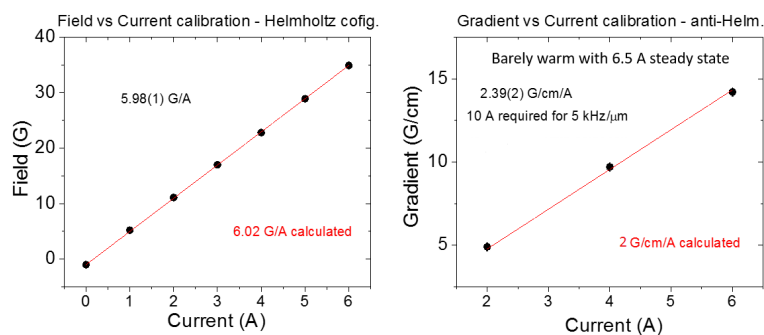 Field vs Current calibration - Helmholtz cofig.
40
30
20
10
0
Field (G)
5.98(1) G/A
6.02 G/A calculated
0 1 2 3 4 5 6
Current (A)
Gradient vs Current calibration - anti-Helm.
15
10
5
Gradient (G/cm)
Barely warm with 6.5 A steady state
2.39(2) G/cm/A
10 A required for 5 kHz/μm
2 G/cm/A calculated
2 3 4 5 6
Current (A)